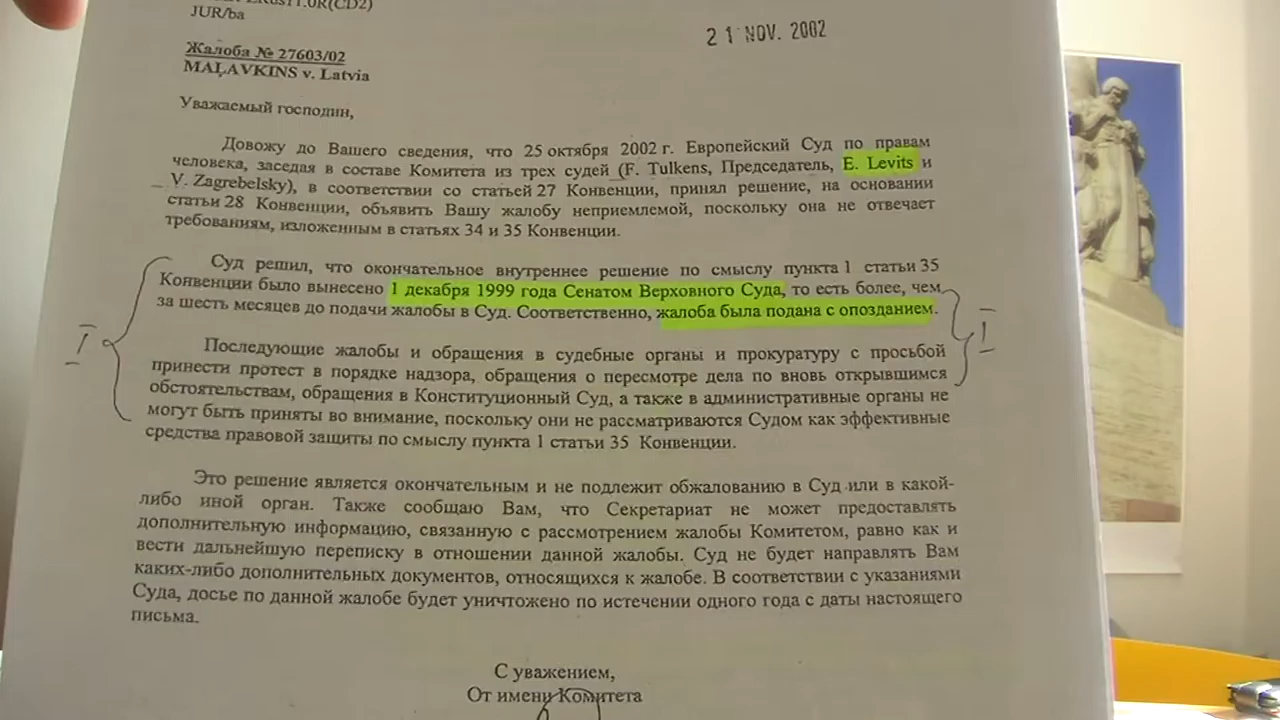 JUR/ba
21 NOV. 2002
Жалоба № 27603/02
MAĻAVKINS v. Latvia
Уважаемый господин,
Довожу до Вашего сведения, что 25 октября 2002 г. Европейский Суд по правам
человека, заседая в составе Комитета из трех судей (F. Tulkens, Председатель, E. Levits и
V. Zagrebelsky), в соответствии со статьей 27 Конвенции, принял решение, на основании
статьи 28 Конвенции, объявить Вашу жалобу неприемлемой, поскольку она не отвечает
требованиям, изложенным в статьях 34 и 35 Конвенции.
Суд решил, что окончательное внутреннее решение по смыслу пункта 1 статьи 35
Конвенции было вынесено 1 декабря 1999 года Сенатом Верховного Суда, то есть более, чем
за шесть месяцев до подачи жалобы в Суд. Соответственно, жалоба была подана с опозданием.
I I
Последующие жалобы и обращения в судебные органы и прокуратуру с просьбой
принести протест в порядке надзора, обращения о пересмотре дела по вновь открывшимся
обстоятельствам, обращения в Конституционный Суд, а также в административные органы не
могут быть приняты во внимание, поскольку они не рассматриваются Судом как эффективные
средства правовой защиты по смыслу пункта 1 статьи 35 Конвенции.
Это решение является окончательным и не подлежит обжалованию в Суд или в какой-
либо иной орган. Также сообщаю Вам, что Секретариат не может предоставлять
дополнительную информацию, связанную с рассмотрением жалобы Комитетом, равно как и
вести дальнейшую переписку в отношении данной жалобы. Суд не будет направлять Вам
каких-либо дополнительных документов, относящихся к жалобе. В соответствии с указаниями
Суда, досье по данной жалобе будет уничтожено по истечении одного года с даты настоящего
письма.
С уважением,
От имени Комитета